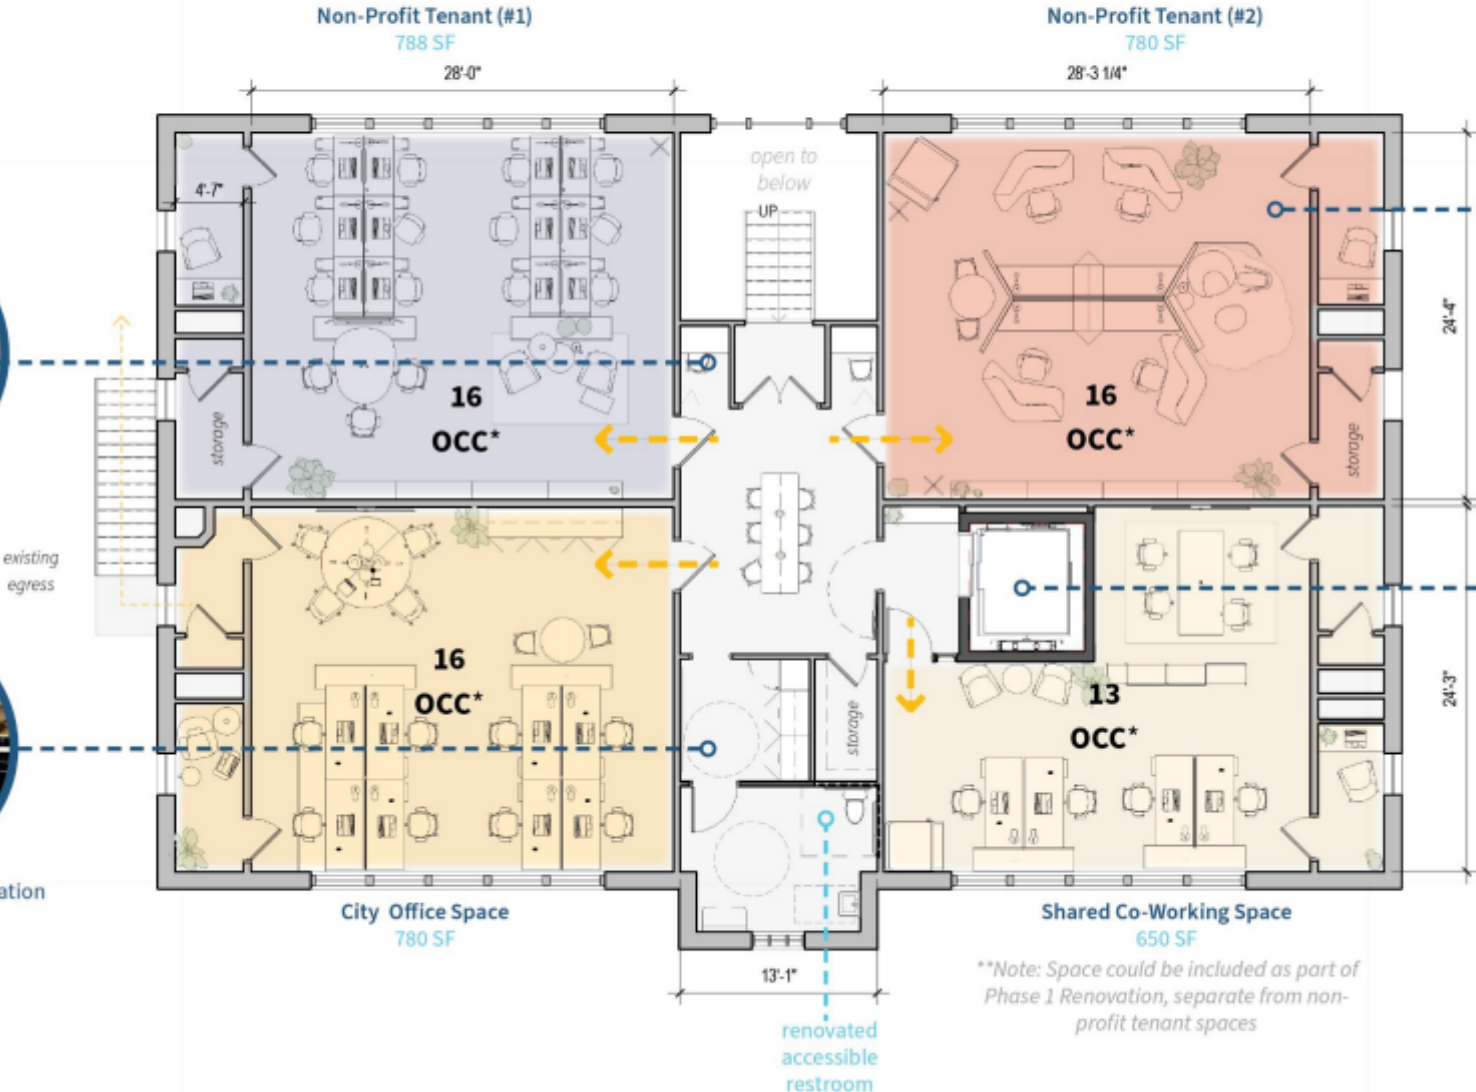 Non-Profit Tenant (#1)
788 SF
28'-0"
Non-Profit Tenant (#2)
780 SF
28'-3 1/4"
open to
below
UP
4'-7"
24'-4"
16
OCC*
16
OCC*
storage
storage
existing
egress
16
OCC*
13
OCC*
24'-3"
storage
ation
City Office Space
780 SF
Shared Co-Working Space
650 SF
**Note: Space could be included as part of
Phase 1 Renovation, separate from non-
profit tenant spaces
13'-1"
renovated
accessible
restroom